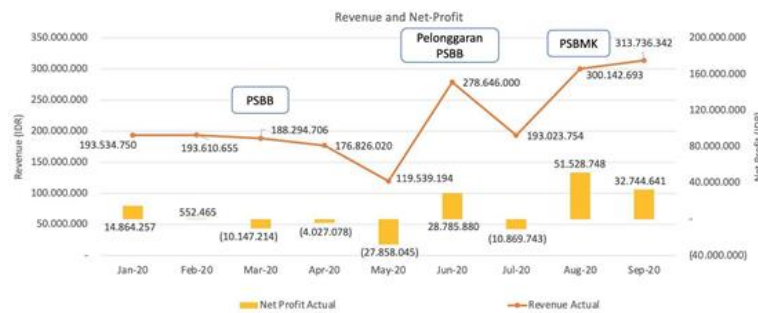 Revenue and Net-Profit
350.000.000
300.000.000
250.000.000
200.000.000
150.000.000
100.000.000
50.000.000
-
Revenue (IDR)
200.000.000
160.000.000
120.000.000
80.000.000
40.000.000
-
(40.000.000)
Net Profit (IDR)
PSBB
Pelonggaran
PSBB
PSBMK
193.534.750
193.610.655
188.294.706
176.826.020
119.539.194
278.646.000
193.023.754
300.142.693
313.736.342
14.864.257
552.465
(10.147.214)
(4.027.078)
(27.858.045)
28.785.880
(10.869.743)
51.528.748
32.744.641
Jan-20
Feb-20
Mar-20
Apr-20
May-20
Jun-20
Jul-20
Aug-20
Sep-20
Net Profit Actual
Revenue Actual